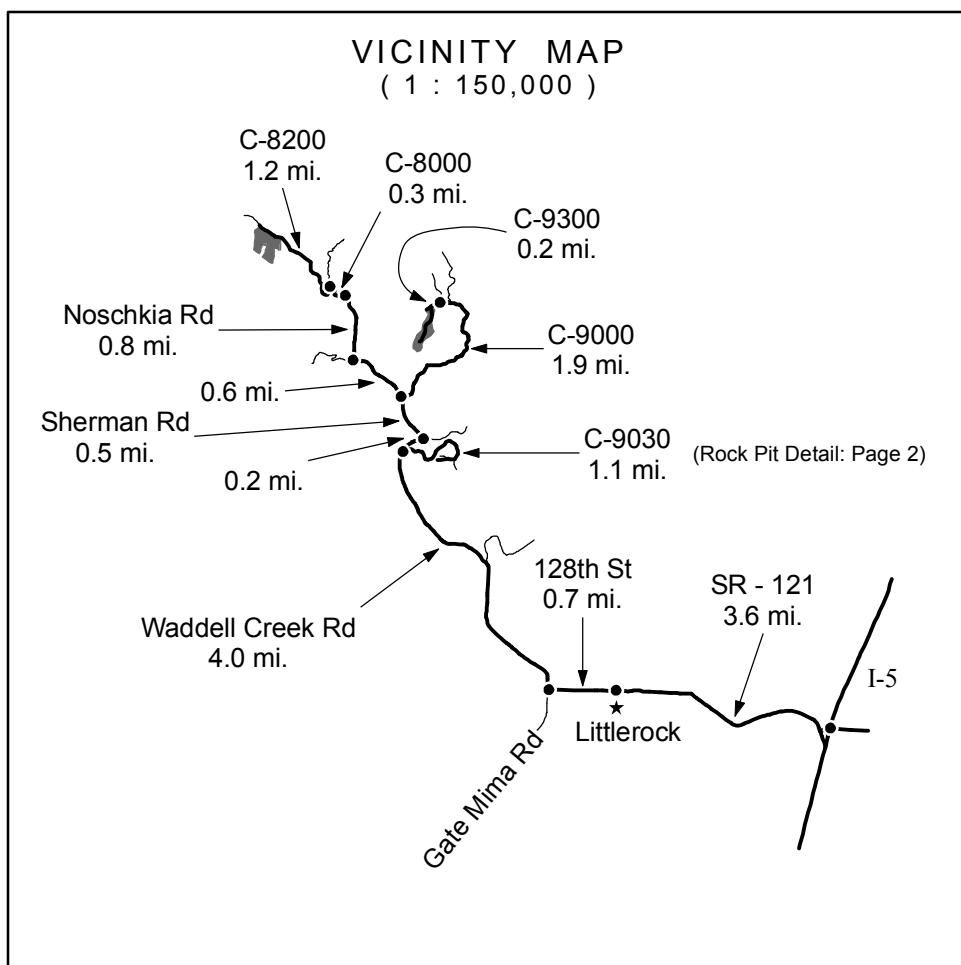 VICINITY MAP
( 1 : 150,000 )
C-8200
1.2 mi.
C-8000
0.3 mi.
C-9300
0.2 mi.
Noschkia Rd
0.8 mi.
C-9000
1.9 mi.
0.6 mi.
Sherman Rd
0.5 mi.
0.2 mi.
C-9030
1.1 mi.
(Rock Pit Detail: Page 2)
128th St
0.7 mi.
SR - 121
3.6 mi.
Waddell Creek Rd
4.0 mi.
I-5
Littlerock
Gate Mima Rd